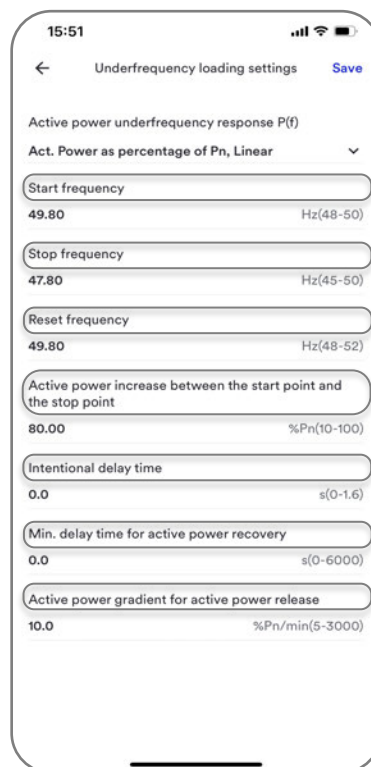 15:51
Underfrequency loading settings Save
Active power underfrequency response P(f)
Act. Power as percentage of Pn, Linear
Start frequency
49.80 Hz(48-50)
Stop frequency
47.80 Hz(45-50)
Reset frequency
49.80 Hz(48-52)
Active power increase between the start point and
the stop point
80.00 %Pn(10-100)
Intentional delay time
0.0 s(0-1.6)
Min. delay time for active power recovery
0.0 s(0-6000)
Active power gradient for active power release
10.0 %Pn/min(5-3000)